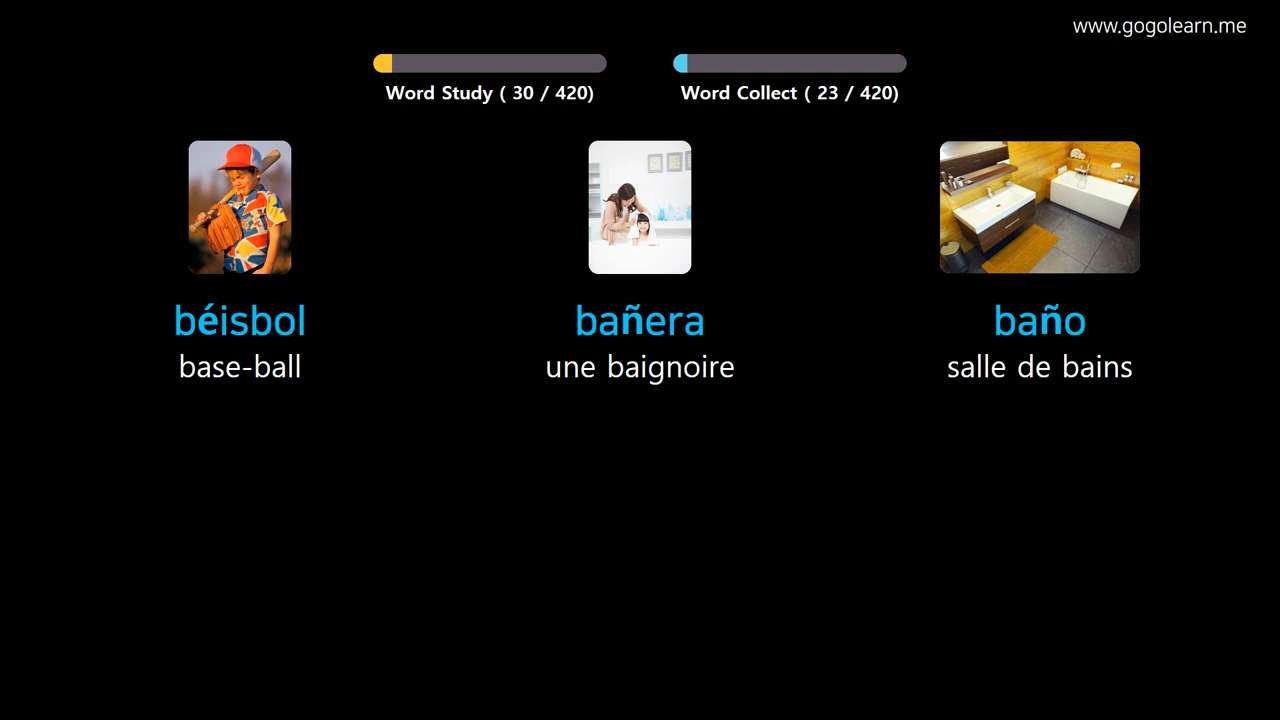 www.gogolearn.me
Word Study ( 30 / 420)
Word Collect ( 23 / 420)
béisbol
base-ball
bañera
une baignoire
baño
salle de bains